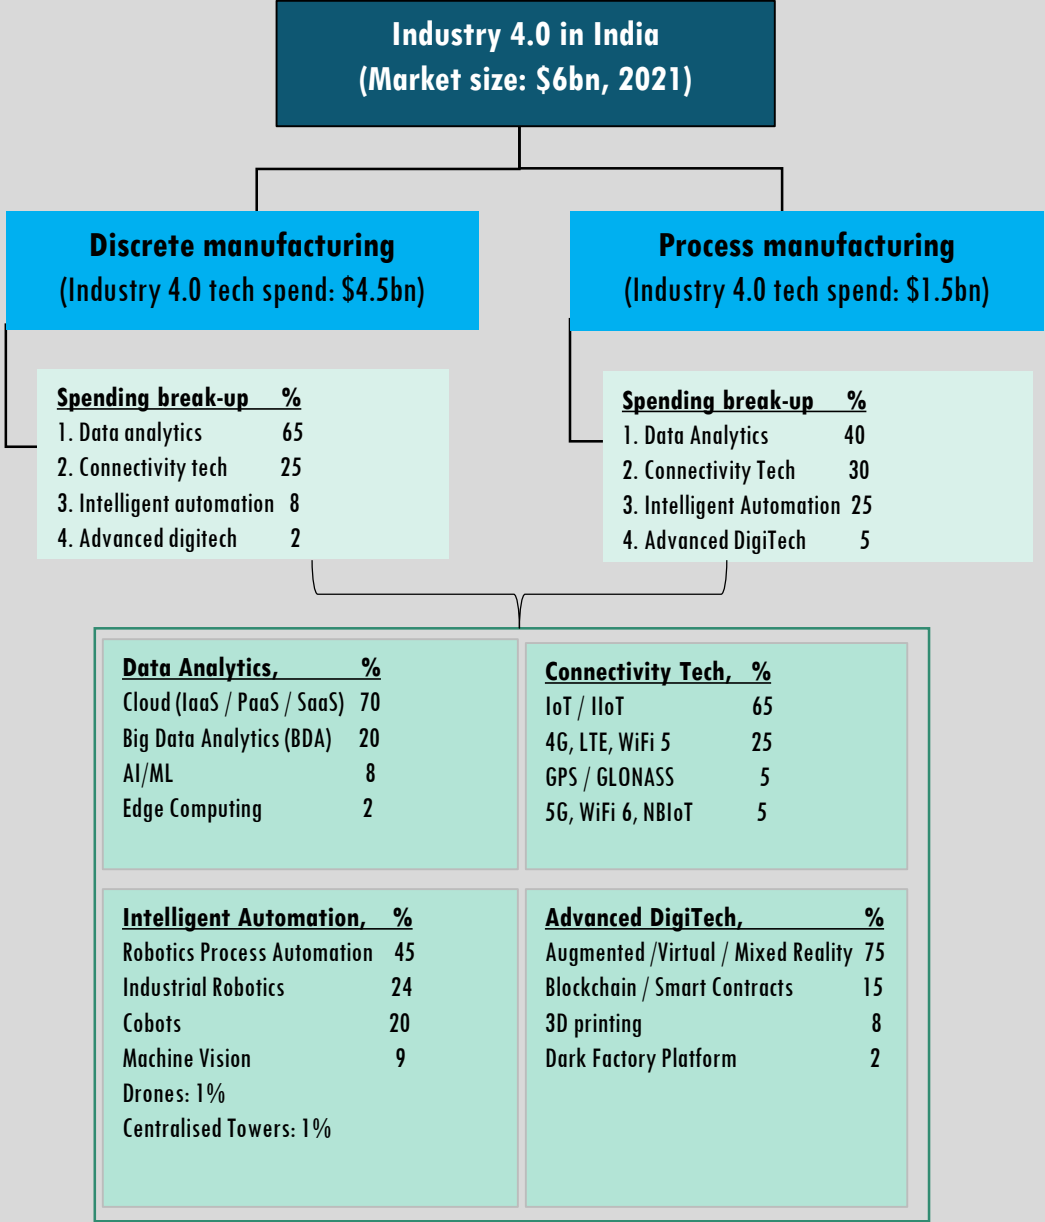 Industry 4.0 in India
(Market size: $6bn, 2021)
Discrete manufacturing
(Industry 4.0 tech spend: $4.5bn)
Process manufacturing
(Industry 4.0 tech spend: $1.5bn)
Spending break-up %
1. Data analytics 65
2. Connectivity tech 25
3. Intelligent automation 8
4. Advanced digitech 2
Spending break-up %
1. Data Analytics 40
2. Connectivity Tech 30
3. Intelligent Automation 25
4. Advanced DigiTech 5
Data Analytics, %
Cloud (IaaS / PaaS / SaaS) 70
Big Data Analytics (BDA) 20
AI/ML 8
Edge Computing 2
Connectivity Tech, %
IoT / IIoT 65
4G, LTE, WiFi 5 25
GPS / GLONASS 5
5G, WiFi 6, NBIoT 5
Intelligent Automation, %
Robotics Process Automation 45
Industrial Robotics 24
Cobots 20
Machine Vision 9
Drones: 1%
Centralised Towers: 1%
Advanced DigiTech, %
Augmented /Virtual / Mixed Reality 75
Blockchain / Smart Contracts 15
3D printing 8
Dark Factory Platform 2